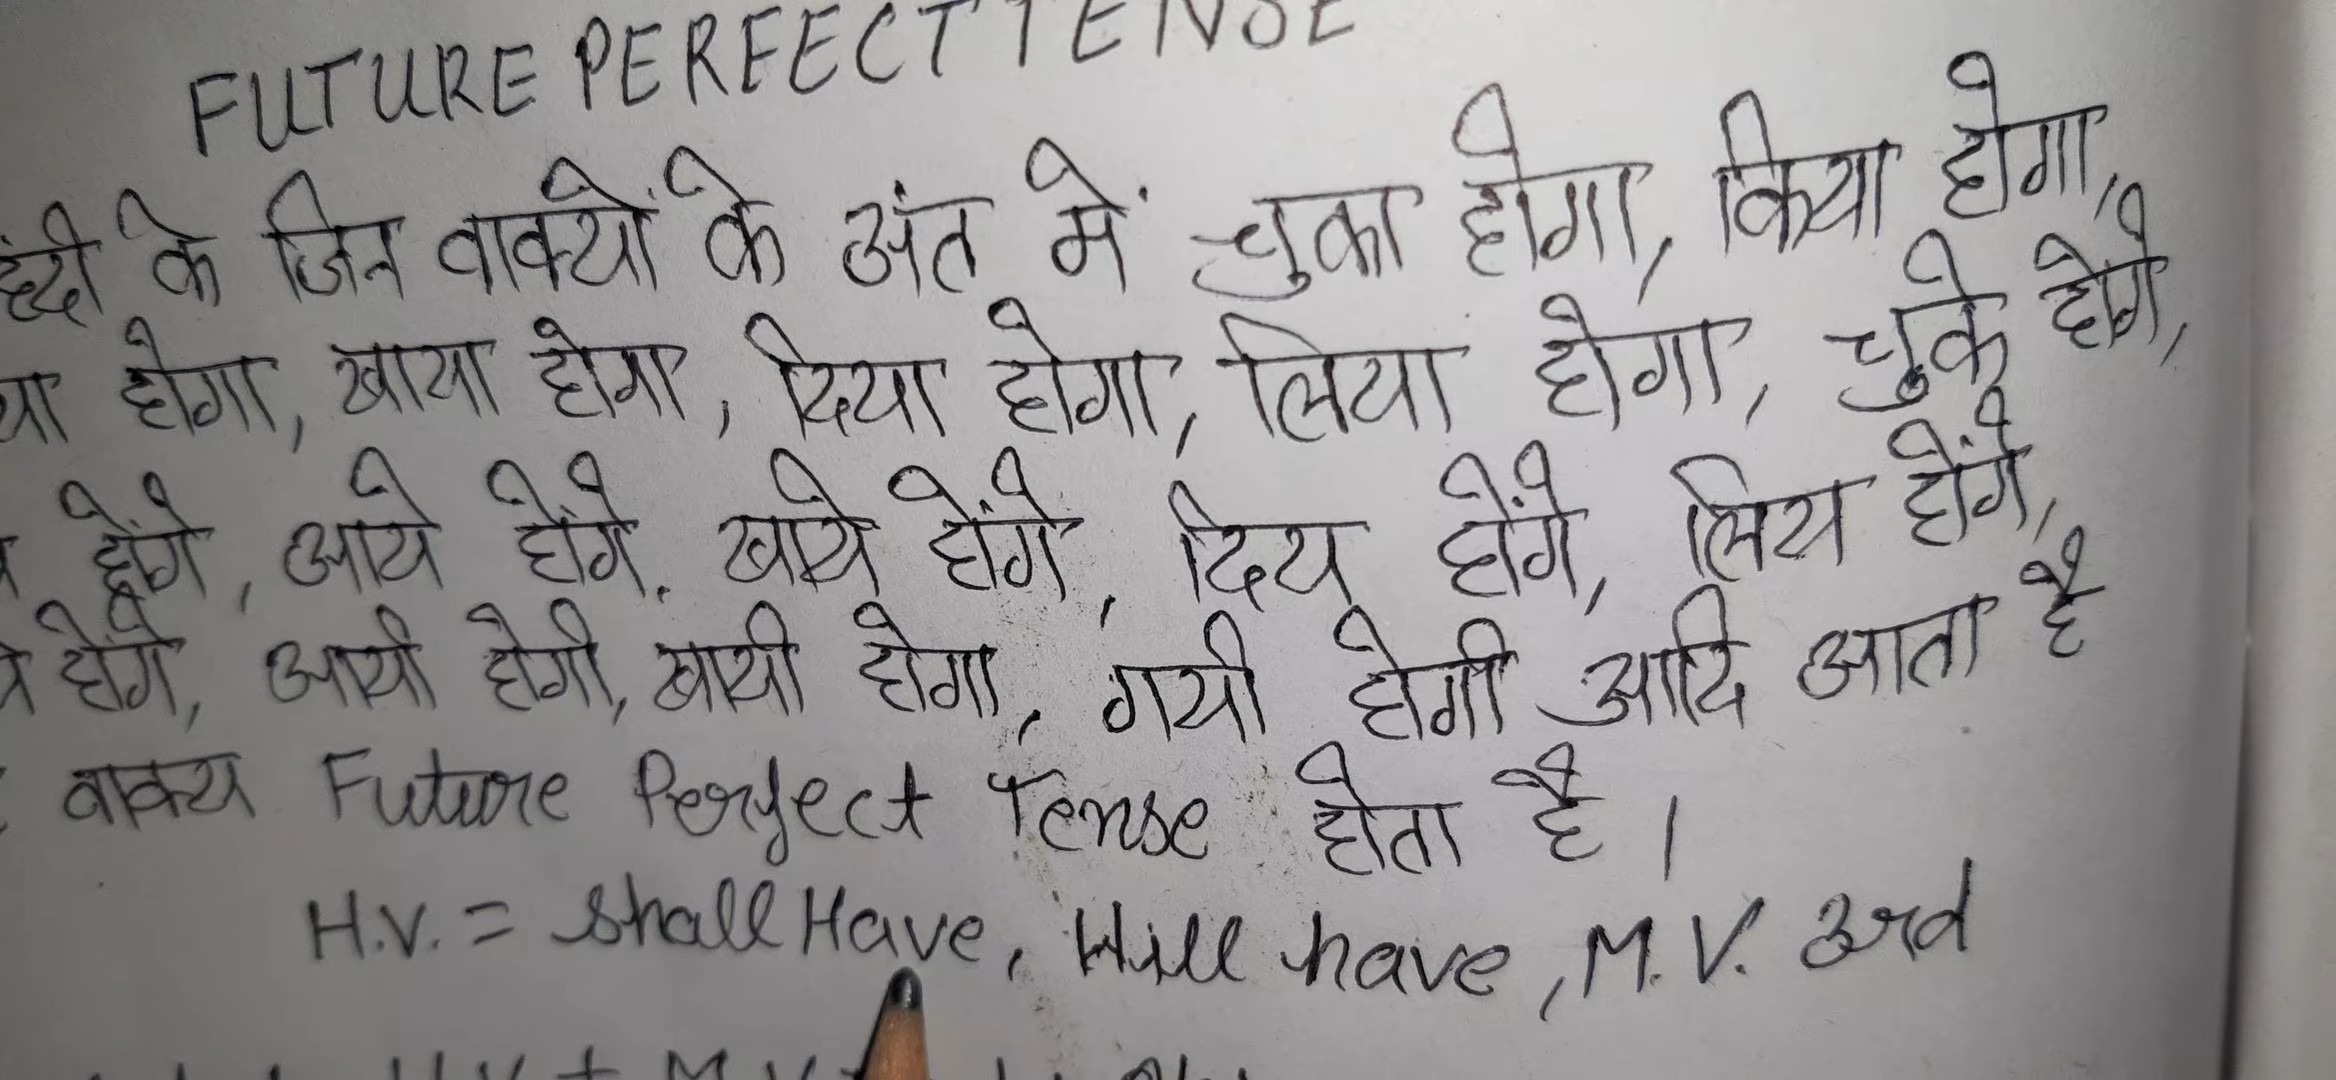 FUTURE PERFECT TENSE
के जिन वाक्यों के अंत में चुका होगा, किया होगा,
होगा, खाया होगा, दिया होगा, लिया होगा, चुके होगे,
होंगे, आये होंगे, खाये होंगे, दिय होंगे, लिय होंगे,
होंगे, आयी होगी, खायी होगा, गयी होगी आदि आता है
वाक्य Future Perfect Tense होता है।
H.V. = Shall Have, Will have, M.V. 3rd